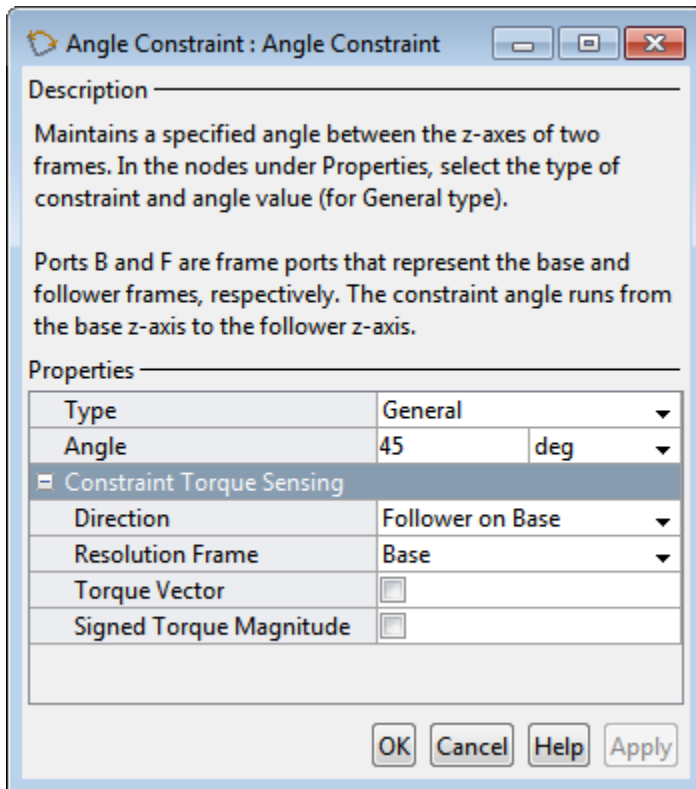 Angle Constraint : Angle Constraint
Description
Maintains a specified angle between the z-axes of two
frames. In the nodes under Properties, select the type of
constraint and angle value (for General type).
Ports B and F are frame ports that represent the base and
follower frames, respectively. The constraint angle runs from
the base z-axis to the follower z-axis.
Properties
Type General
Angle 45 deg
Constraint Torque Sensing
Direction Follower on Base
Resolution Frame Base
Torque Vector
Signed Torque Magnitude
OK Cancel Help Apply